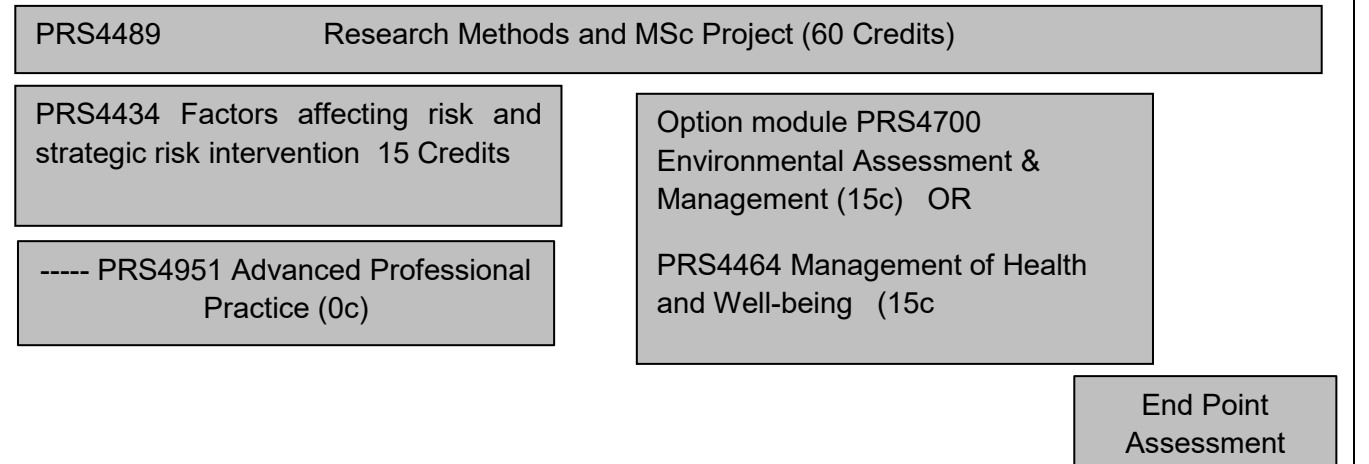 PRS4489 Research Methods and MSc Project (60 Credits)
PRS4434 Factors affecting risk and
strategic risk intervention 15 Credits
----- PRS4951 Advanced Professional
Practice (0c)
Option module PRS4700
Environmental Assessment &
Management (15c) OR
PRS4464 Management of Health
and Well-being (15c
End Point
Assessment